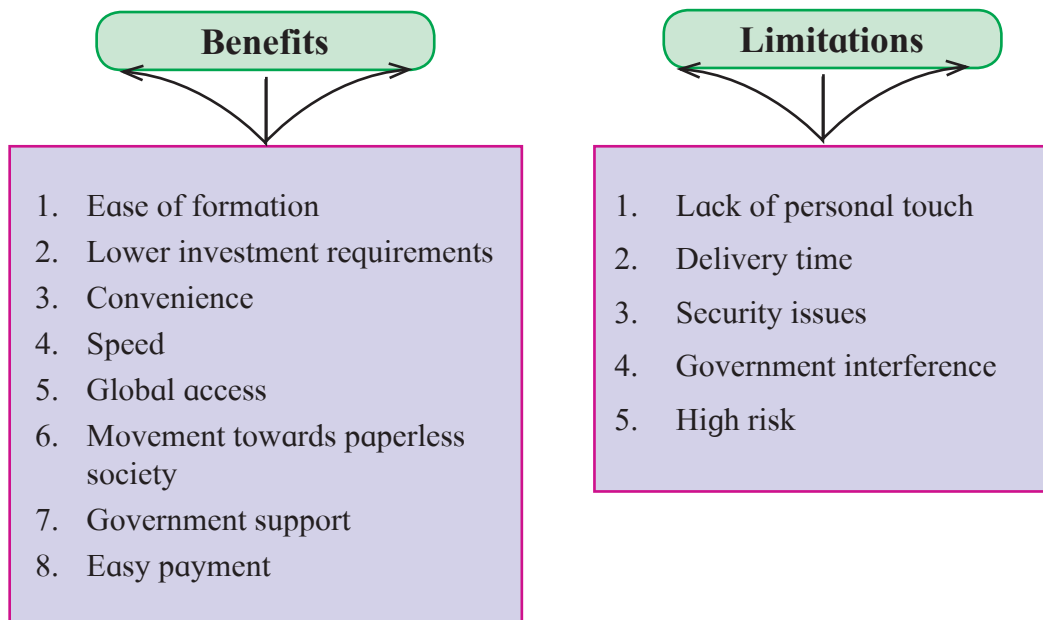 Benefits
1. Ease of formation
2. Lower investment requirements
3. Convenience
4. Speed
5. Global access
6. Movement towards paperless
society
7. Government support
8. Easy payment
Limitations
1. Lack of personal touch
2. Delivery time
3. Security issues
4. Government interference
5. High risk